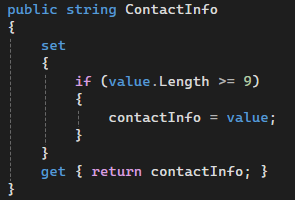 public string ContactInfo
{
    set
    {
        if (value.Length >= 9)
        {
            contactInfo = value;
        }
    }
    get { return contactInfo; }
}